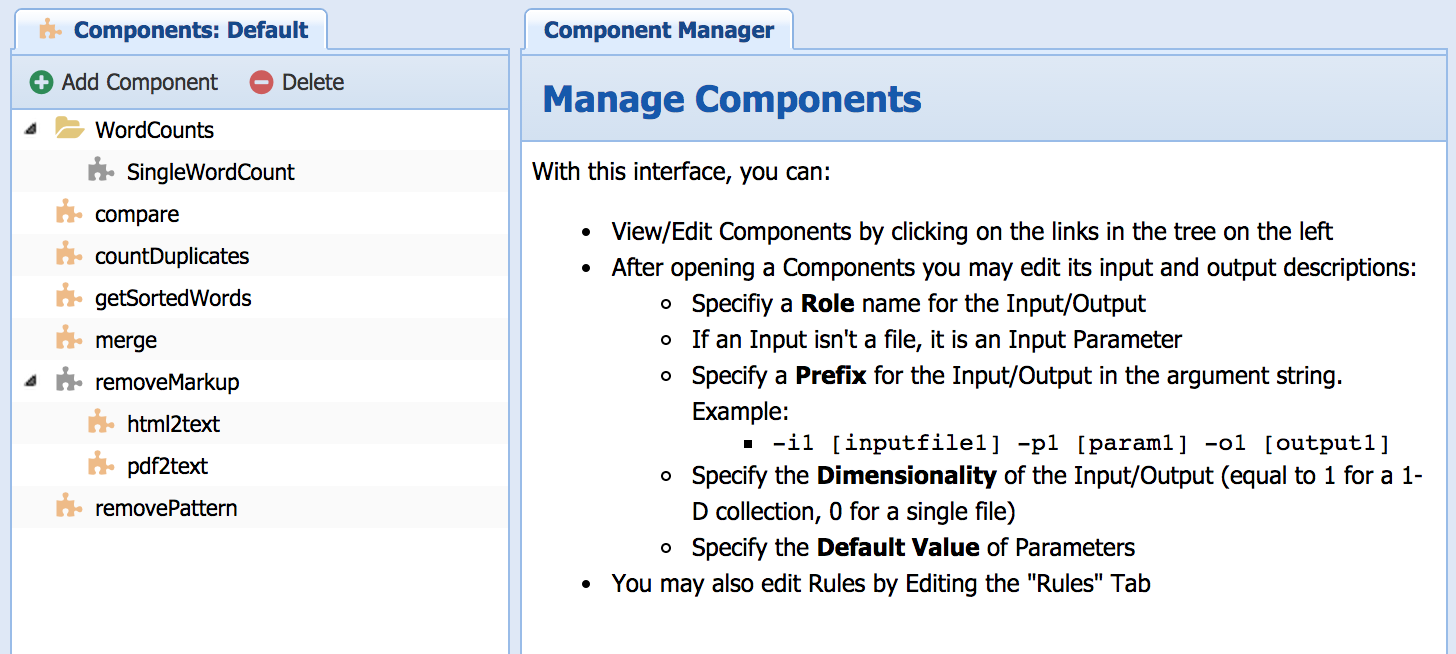 Components: Default
Add Component Delete
WordCounts
SingleWordCount
compare
countDuplicates
getSortedWords
merge
removeMarkup
html2text
pdf2text
removePattern
Component Manager
Manage Components
With this interface, you can:
View/Edit Components by clicking on the links in the tree on the left
After opening a Components you may edit its input and output descriptions:
Specifiy a Role name for the Input/Output
If an Input isn't a file, it is an Input Parameter
Specify a Prefix for the Input/Output in the argument string.
Example:
-i1 [inputfile1] -p1 [param1] -o1 [output1]
Specify the Dimensionality of the Input/Output (equal to 1 for a 1-
D collection, 0 for a single file)
Specify the Default Value of Parameters
You may also edit Rules by Editing the "Rules" Tab